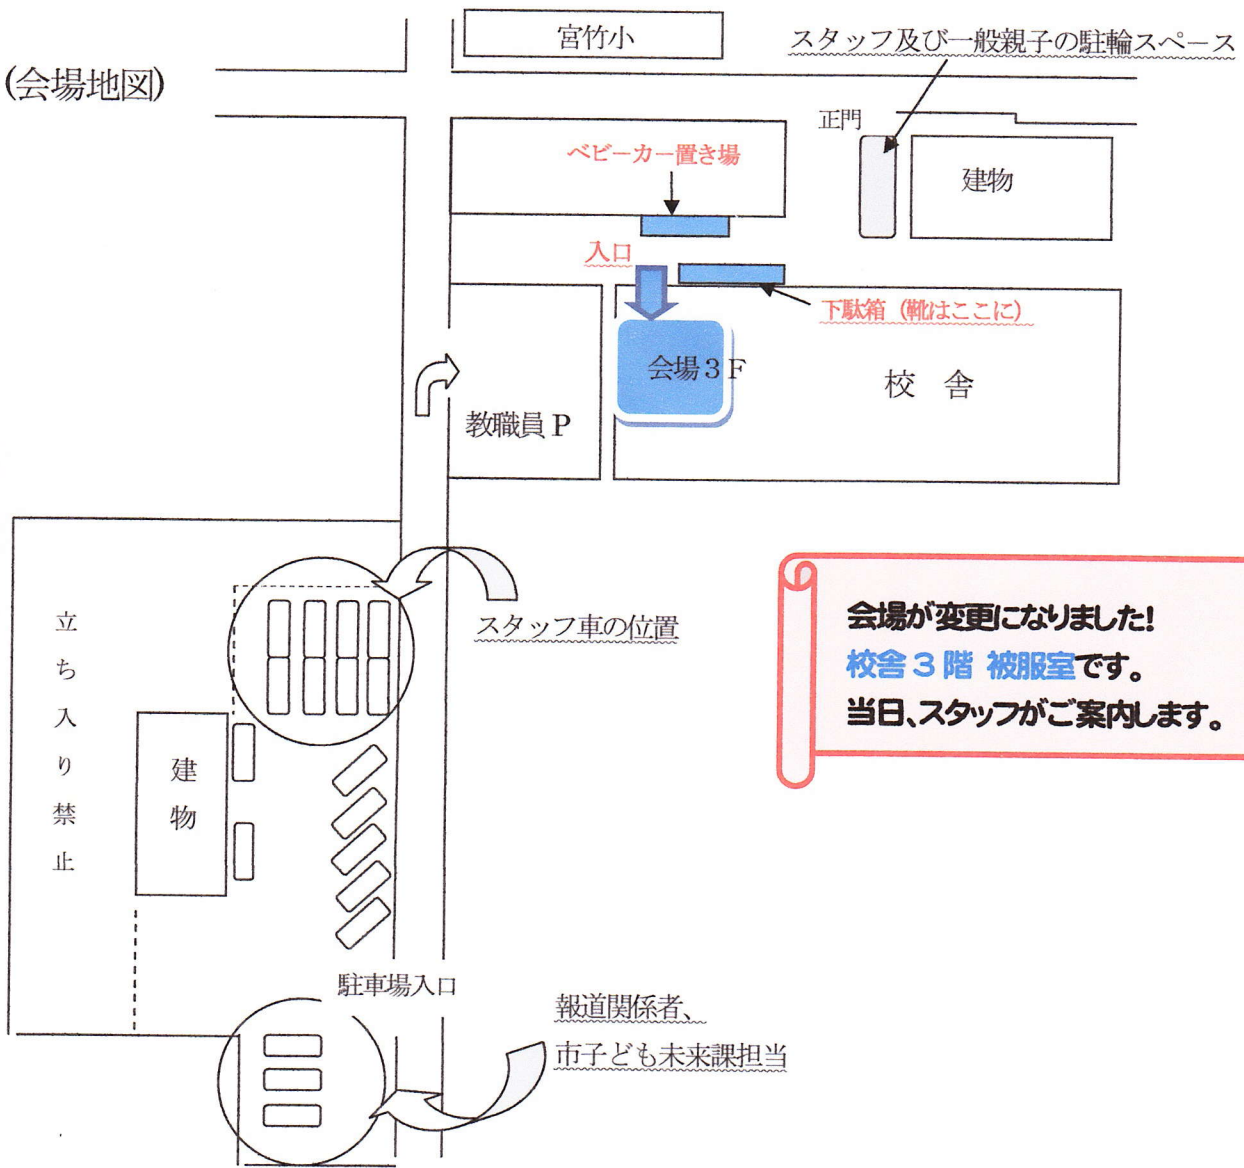 宮竹小
スタッフ及び一般親子の駐輪スペース
(会場地図)
正門
ベビーカー置き場
建物
入口
下駄箱（靴はここに）
会場３Ｆ
校　舎
教職員Ｐ
スタッフ車の位置
立ち入り禁止
会場が変更になりました！
校舎３階 被服室です。
当日、スタッフがご案内します。
建物
駐車場入口
報道関係者、
市子ども未来課担当